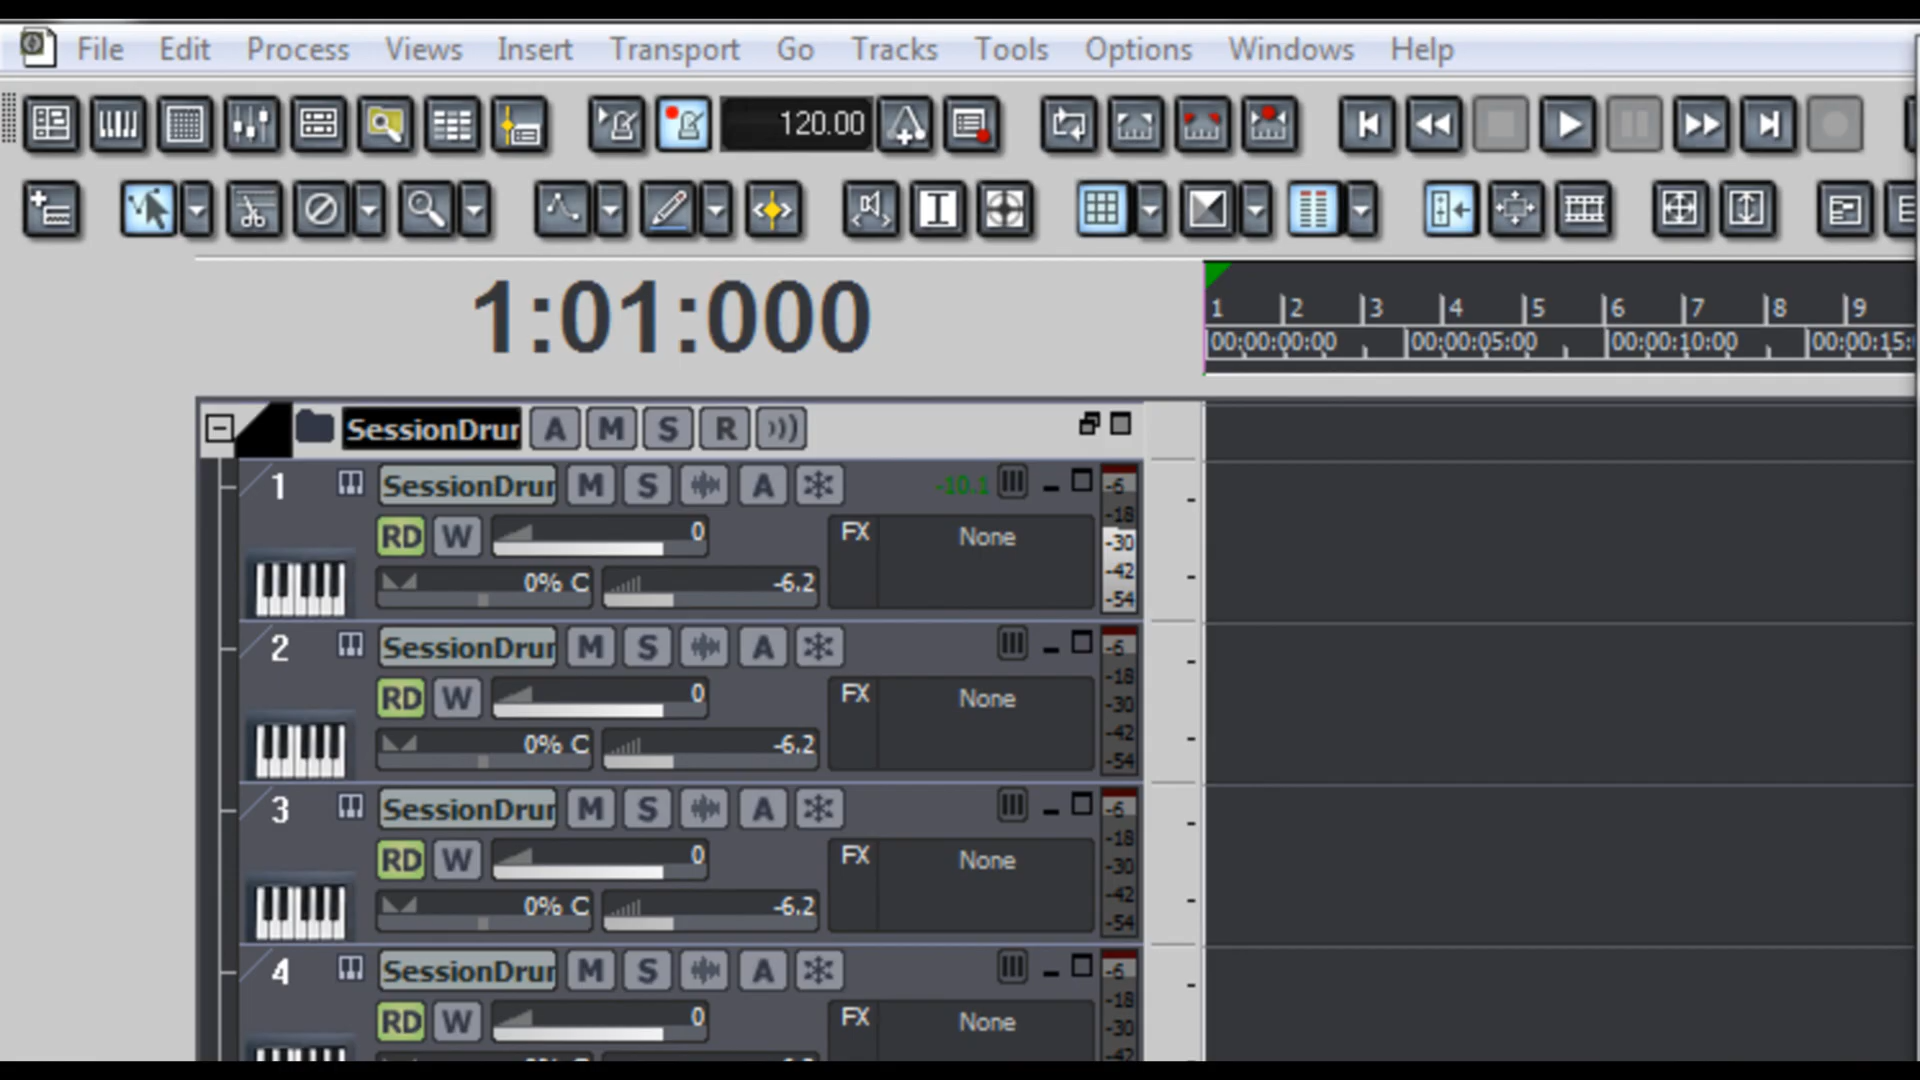 File Edit Process Views Insert Transport Go Tracks Tools Options Windows Help
120.00
1:01:000
1 2 3 4 5 6 7 8 9
00:00:00:00 00:00:05:00 00:00:10:00 00:00:15:
SessionDrur A M S R
1 SessionDrur M S A -10.1 -6
-18
RD W 0 FX None -30
-42
0% C -6.2 -54
2 SessionDrur M S A -6
-18
RD W 0 FX None -30
-42
0% C -6.2 -54
3 SessionDrur M S A -6
-18
RD W 0 FX None -30
-42
0% C -6.2 -54
4 SessionDrur M S A -6
-18
RD W 0 FX None -30